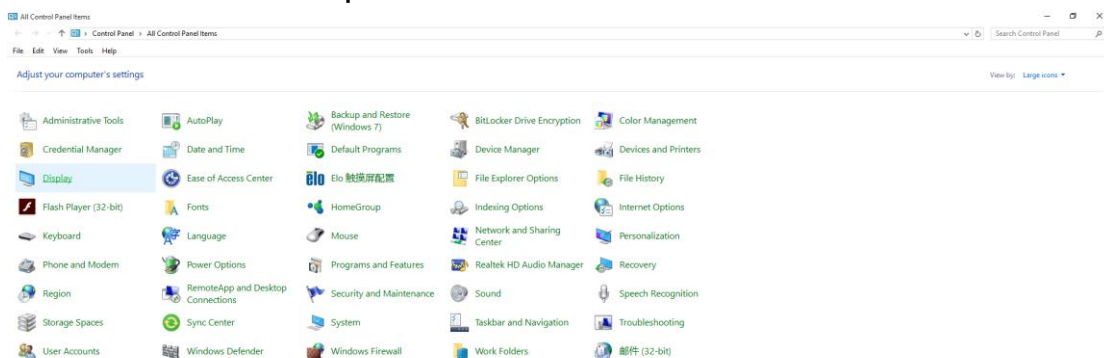 All Control Panel Items
Control Panel > All Control Panel Items
Search Control Panel
File Edit View Tools Help
Adjust your computer's settings
View by: Large icons
Administrative Tools
AutoPlay
Backup and Restore
(Windows 7)
BitLocker Drive Encryption
Color Management
Credential Manager
Date and Time
Default Programs
Device Manager
Devices and Printers
Display
Ease of Access Center
elo
Elo 触摸屏配置
File Explorer Options
File History
Flash Player (32-bit)
Fonts
HomeGroup
Indexing Options
Internet Options
Keyboard
Language
Mouse
Network and Sharing
Center
Personalization
Phone and Modem
Power Options
Programs and Features
Realtek HD Audio Manager
Recovery
Region
RemoteApp and Desktop
Connections
Security and Maintenance
Sound
Speech Recognition
Storage Spaces
Sync Center
System
Taskbar and Navigation
Troubleshooting
User Accounts
Windows Defender
Windows Firewall
Work Folders
邮件 (32-bit)